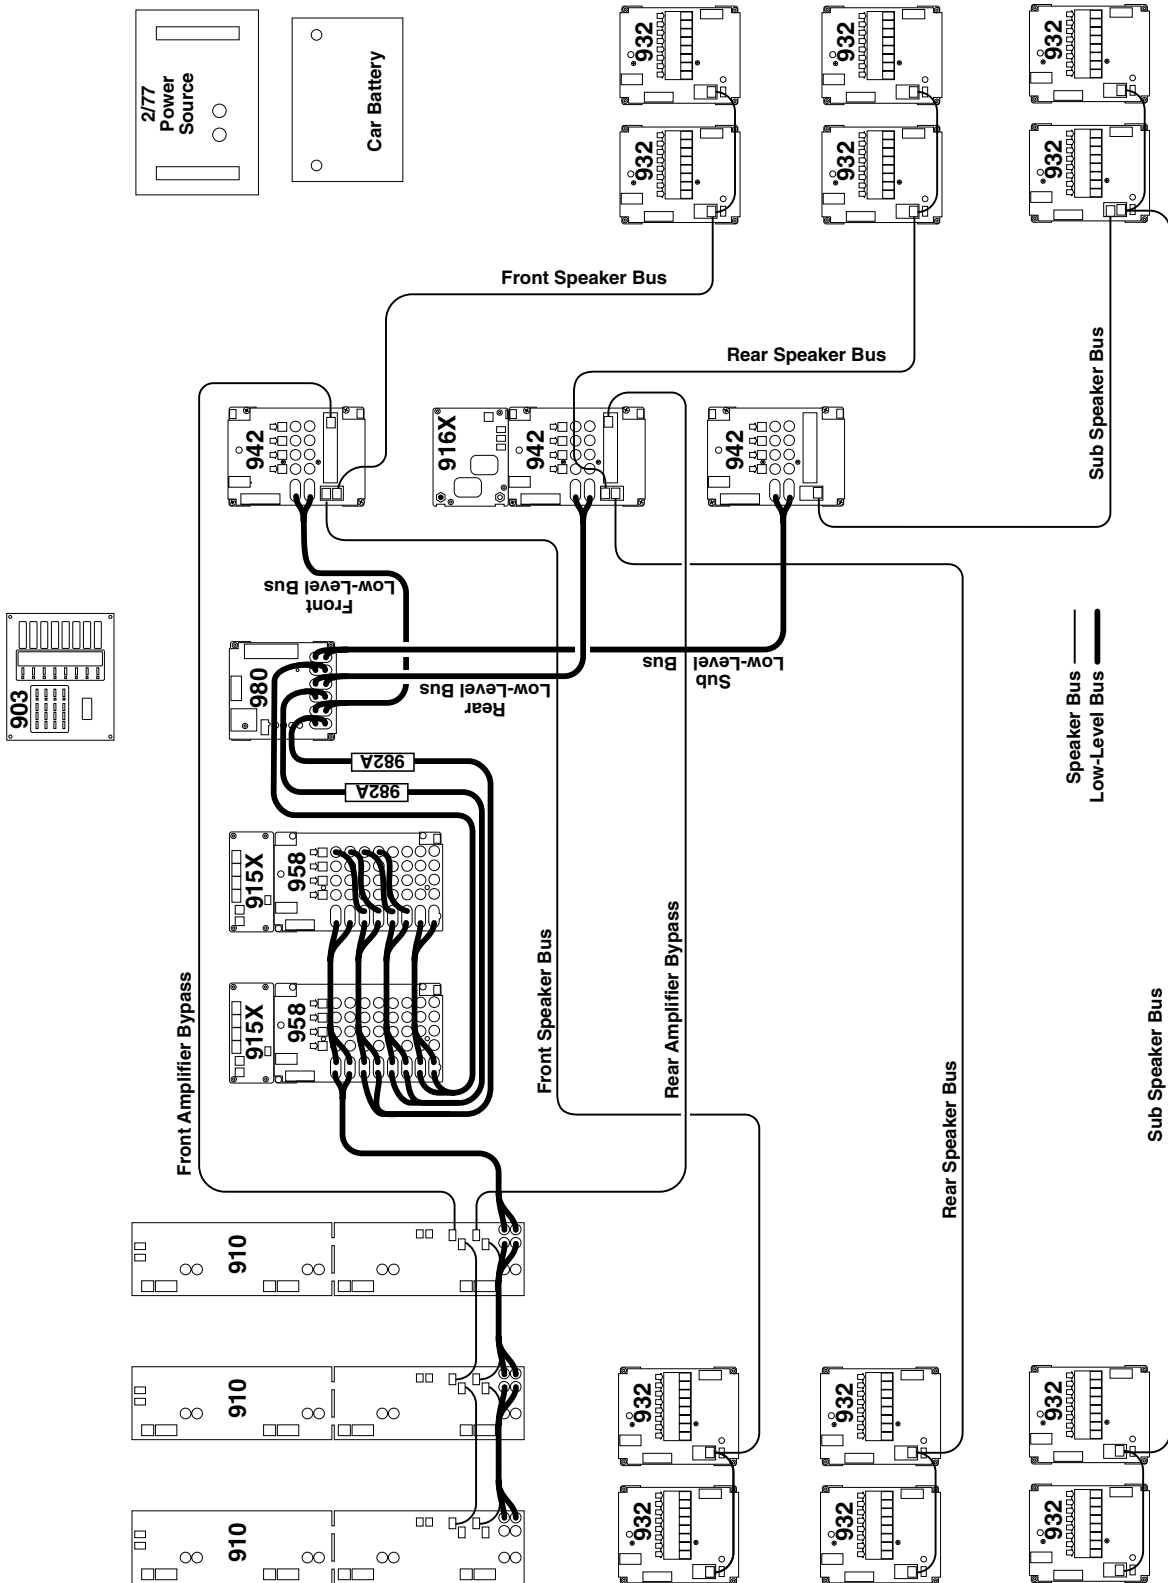 2/77
Power
Source
Car Battery
932
932
932
932
932
932
Front Speaker Bus
Rear Speaker Bus
Sub Speaker Bus
942
916X
942
942
Front
Low-Level Bus
903
980
Rear
Low-Level Bus
Sub
Low-Level
Bus
982A
982A
Speaker Bus
Low-Level Bus
915X
958
915X
958
Front Amplifier Bypass
Front Speaker Bus
Rear Amplifier Bypass
Rear Speaker Bus
Sub Speaker Bus
910
910
910
932
932
932
932
932
932